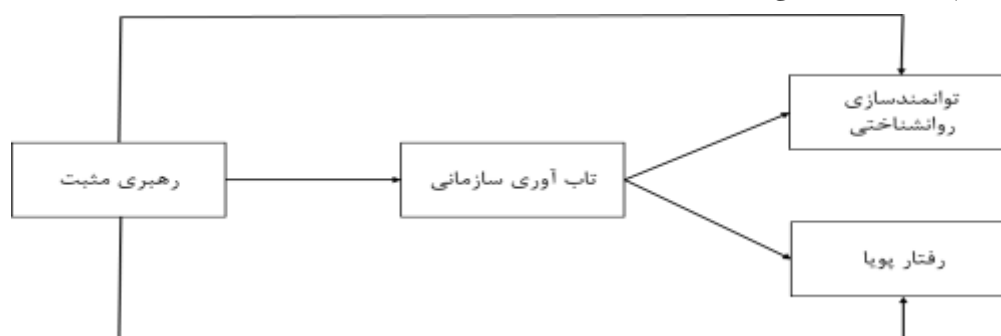 توانمندسازی
روانشناختی
رهبری مثبت
تاب آوری سازمانی
رفتار پویا